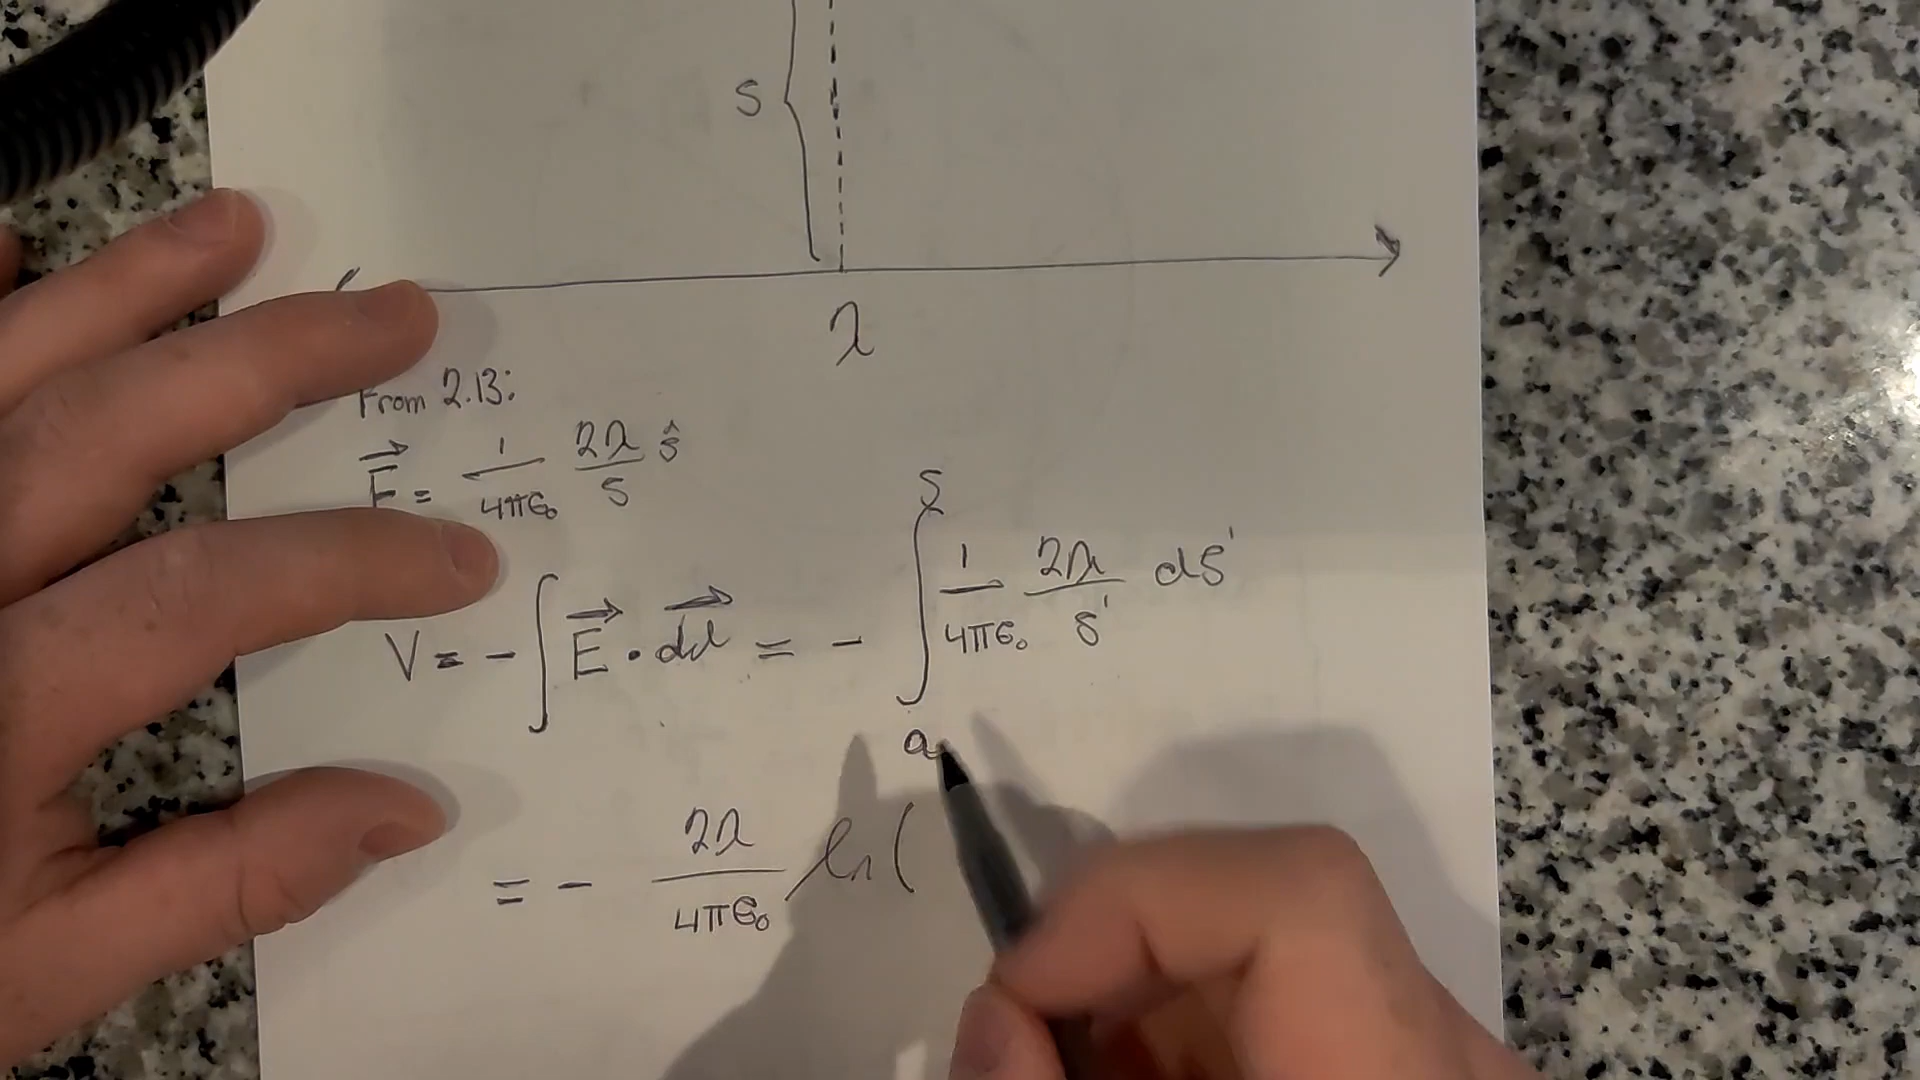 S
λ
From 2.13:
E⃗ = 1/4πϵ₀ 2λ/s ŝ
V = -∫ E⃗ · dl⃗ = - ∫ₐˢ 1/4πϵ₀ 2λ/s' ds'
= - 2λ/4πϵ₀ ln(